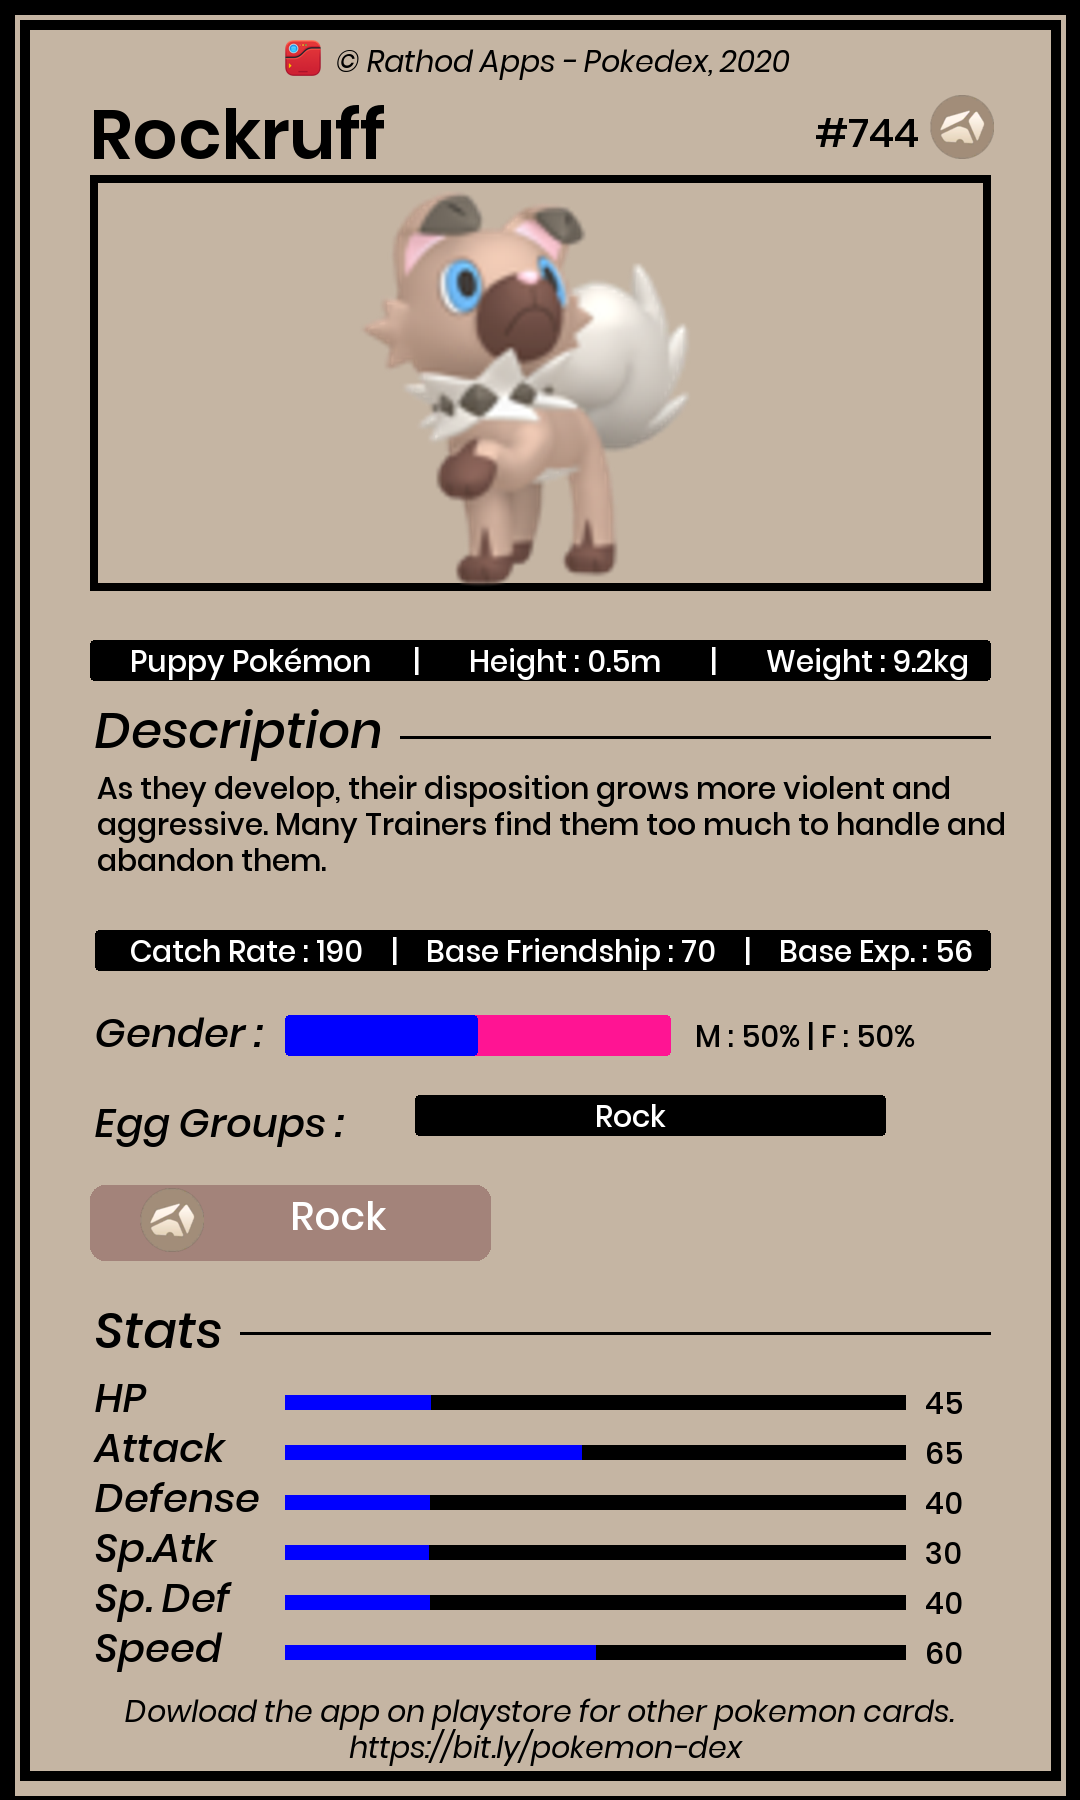 © Rathod Apps - Pokedex, 2020
Rockruff
#744
Puppy Pokémon | Height : 0.5m | Weight : 9.2kg
Description
As they develop, their disposition grows more violent and
aggressive. Many Trainers find them too much to handle and
abandon them.
Catch Rate : 190 | Base Friendship : 70 | Base Exp. : 56
Gender : M : 50% | F : 50%
Egg Groups : Rock
Rock
Stats
HP 45
Attack 65
Defense 40
Sp.Atk 30
Sp. Def 40
Speed 60
Dowload the app on playstore for other pokemon cards.
https://bit.ly/pokemon-dex